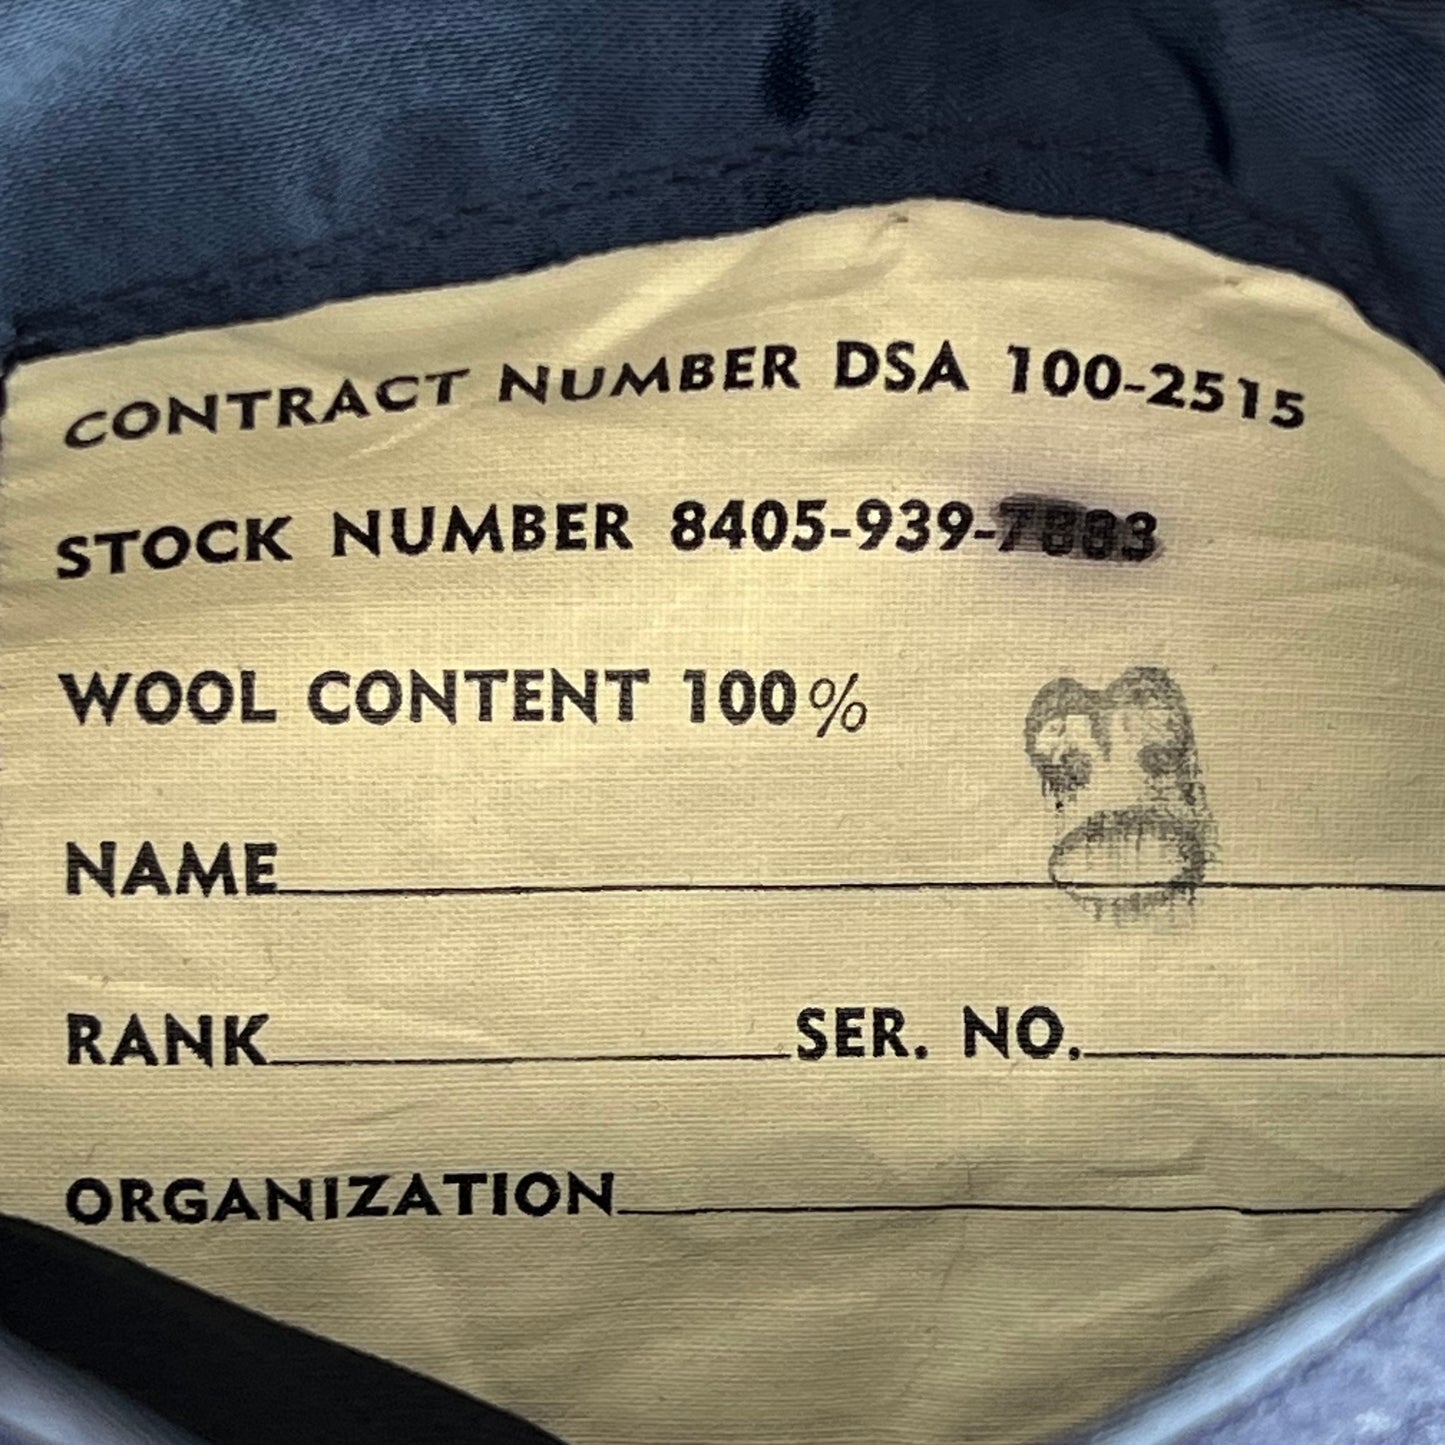 CONTRACT NUMBER DSA 100-2515
STOCK NUMBER 8405-939-7883
WOOL CONTENT 100%
NAME
RANK SER. NO.
ORGANIZATION